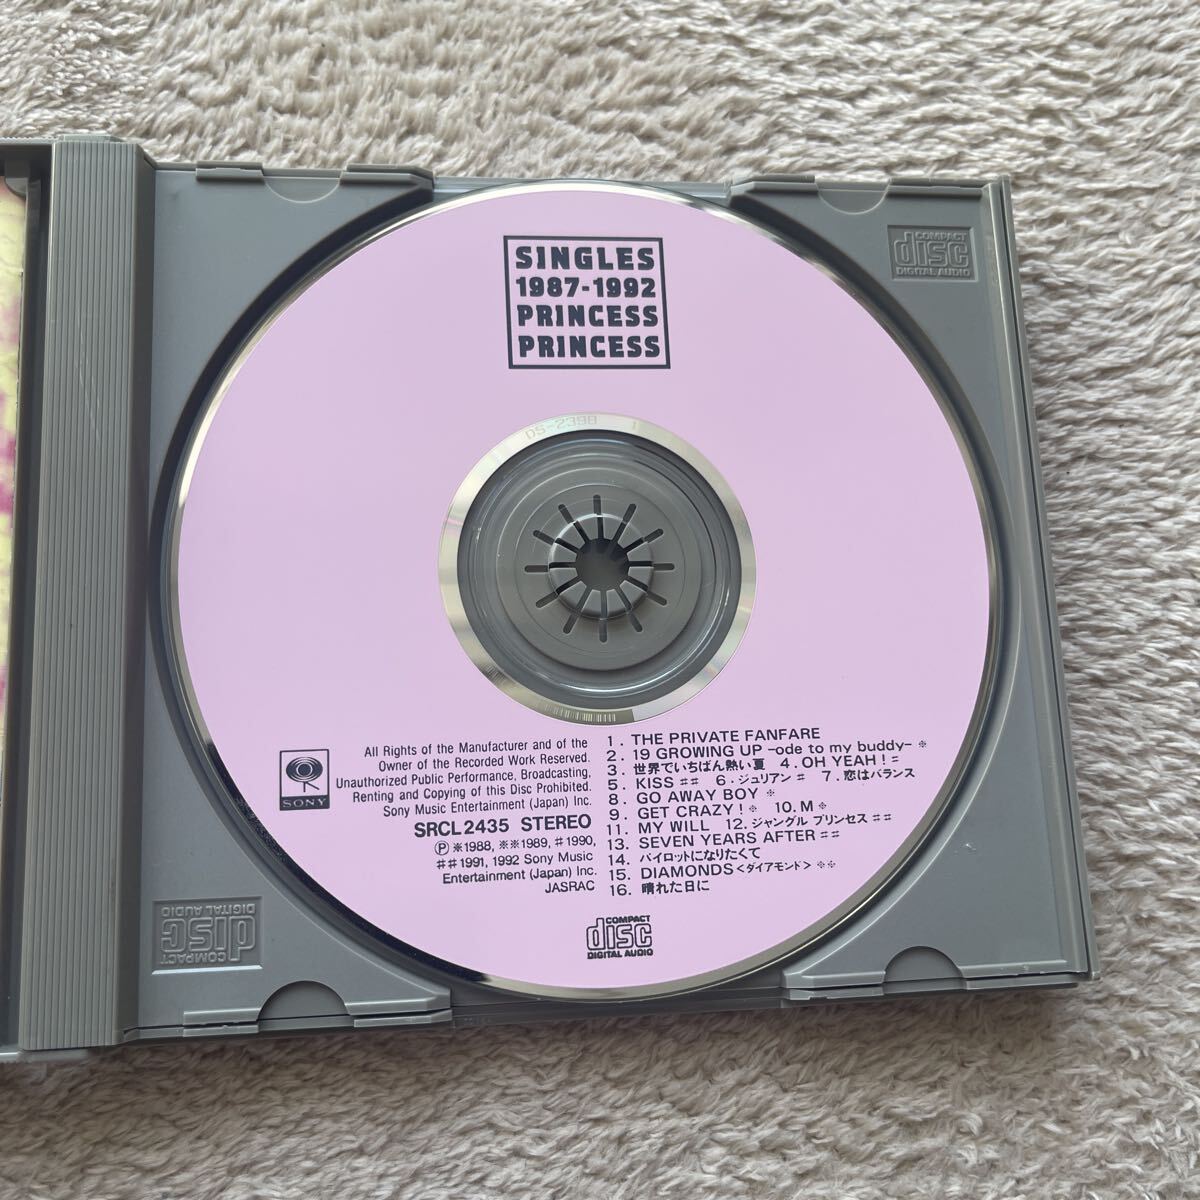 SINGLES
1987-1992
PRINCESS
PRINCESS
COMPACT
disc
DIGITAL AUDIO
DS-2398 1
SONY
All Rights of the Manufacturer and of the
Owner of the Recorded Work Reserved.
Unauthorized Public Performance, Broadcasting,
Renting and Copying of this Disc Prohibited.
Sony Music Entertainment (Japan) Inc.
SRCL 2435 STEREO
Ⓟ※1988, ※※1989, ♯1990,
♯♯1991, 1992 Sony Music
Entertainment (Japan) Inc.
JASRAC
1. THE PRIVATE FANFARE
2. 19 GROWING UP -ode to my buddy- ※
3. 世界でいちばん熱い夏 4. OH YEAH! ♯
5. KISS ♯♯ 6. ジュリアン ♯ 7. 恋はバランス
8. GO AWAY BOY ※
9. GET CRAZY! ※ 10. M ※
11. MY WILL 12. ジャングル プリンセス ♯♯
13. SEVEN YEARS AFTER ♯♯
14. パイロットになりたくて
15. DIAMONDS <ダイアモンド> ※※
16. 晴れた日に
COMPACT
disc
DIGITAL AUDIO
COMPACT
disc
DIGITAL AUDIO